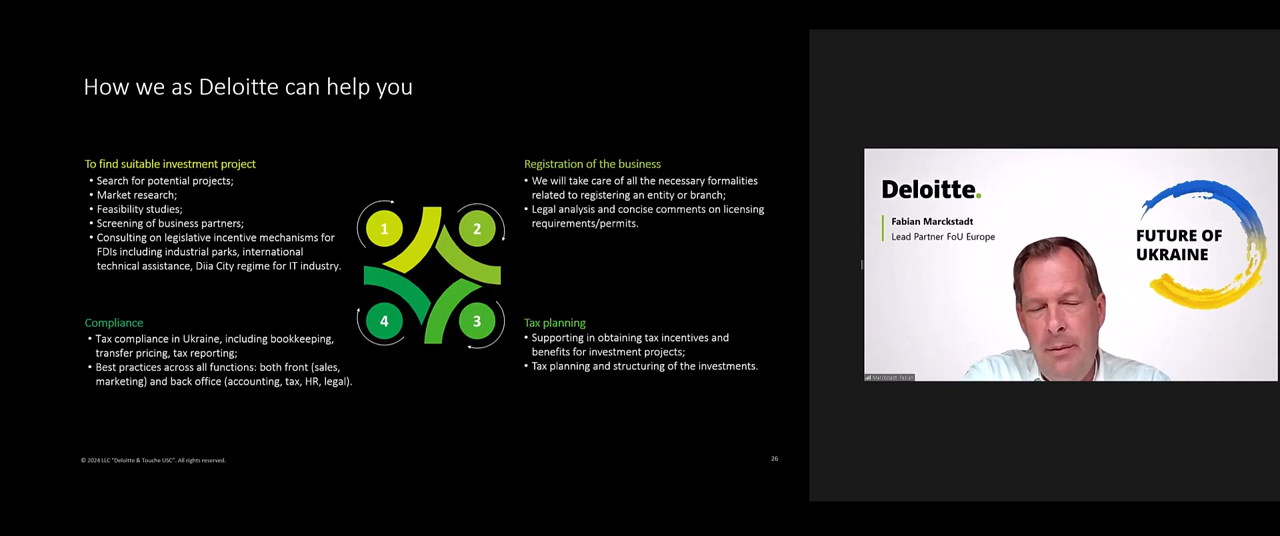 How we as Deloitte can help you
To find suitable investment project
• Search for potential projects;
• Market research;
• Feasibility studies;
• Screening of business partners;
• Consulting on legislative incentive mechanisms for
FDIs including industrial parks, international
technical assistance, Diia City regime for IT industry.
Registration of the business
• We will take care of all the necessary formalities
related to registering an entity or branch;
• Legal analysis and concise comments on licensing
requirements/permits.
1
2
4
3
Compliance
• Tax compliance in Ukraine, including bookkeeping,
transfer pricing, tax reporting;
• Best practices across all functions: both front (sales,
marketing) and back office (accounting, tax, HR, legal).
Tax planning
• Supporting in obtaining tax incentives and
benefits for investment projects;
• Tax planning and structuring of the investments.
© 2024 LLC "Deloitte & Touche USC". All rights reserved.
26
Deloitte.
Fabian Marckstadt
Lead Partner FoU Europe
FUTURE OF
UKRAINE
Marckstadt Fabian